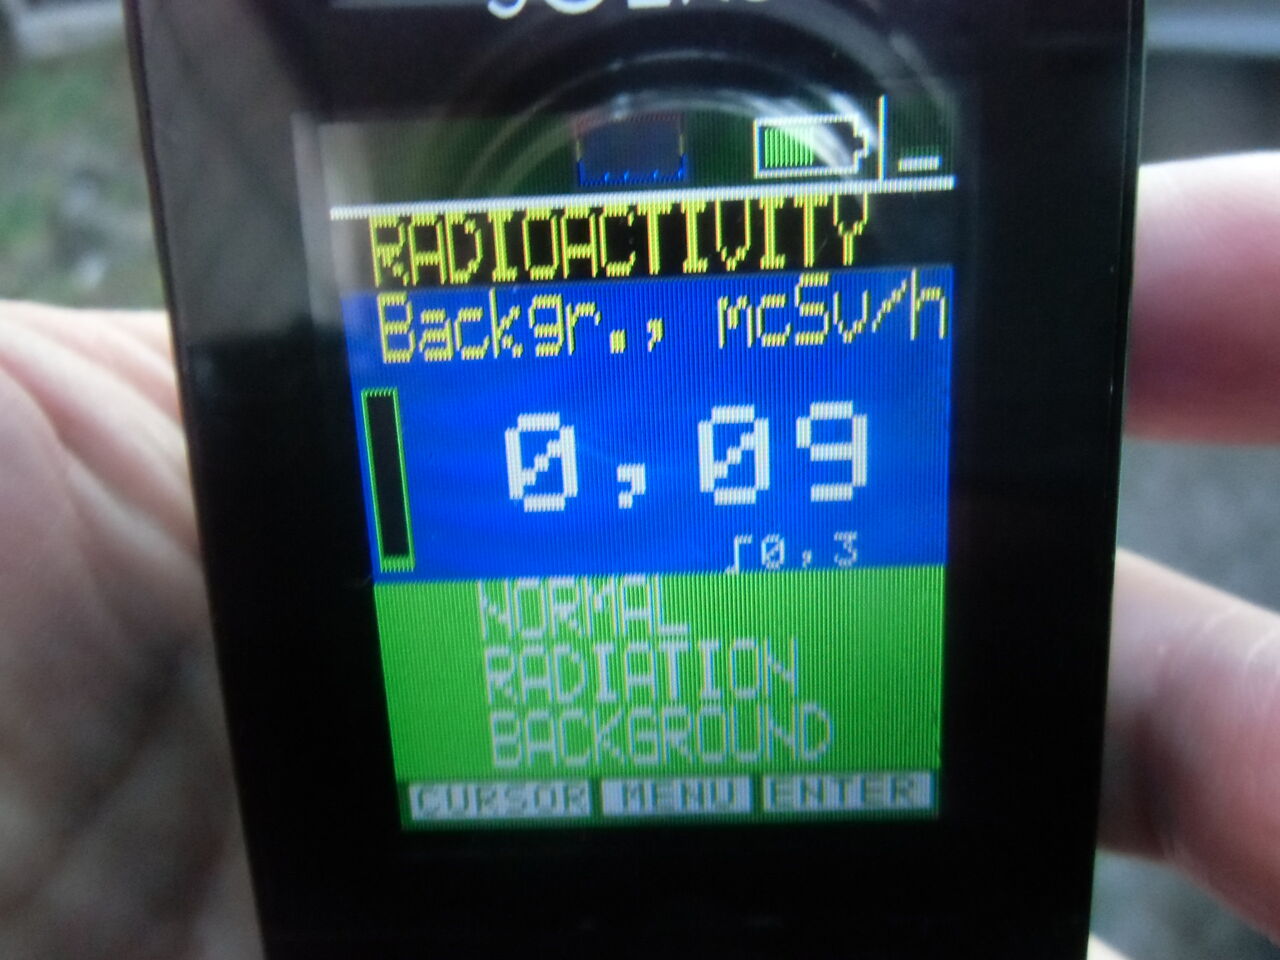 RADIOACTIVITY
Backgr., mcSv/h
0,09
∫0,3
NORMAL
RADIATION
BACKGROUND
CURSOR MENU ENTER